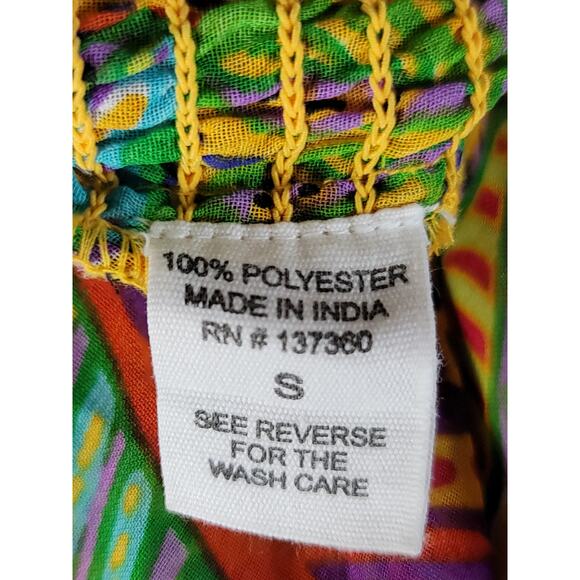 100% POLYESTER
MADE IN INDIA
RN # 137360
S
SEE REVERSE
FOR THE
WASH CARE